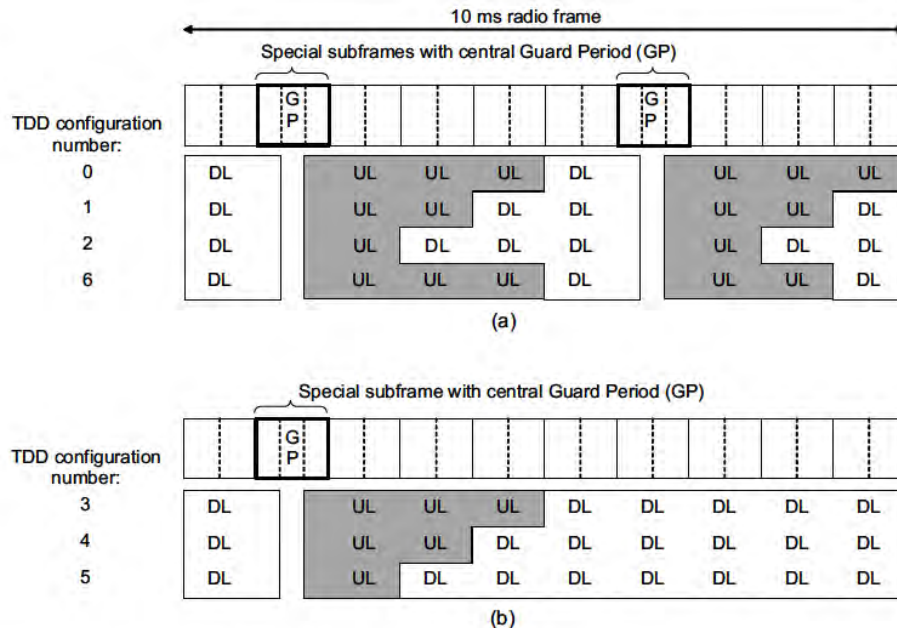 10 ms radio frame
Special subframes with central Guard Period (GP)
G G
P P
TDD configuration
number:
0 DL UL UL UL DL UL UL UL
1 DL UL UL DL DL UL UL DL
2 DL UL DL DL DL UL DL DL
6 DL UL UL UL DL UL UL DL
(a)
Special subframe with central Guard Period (GP)
G
P
TDD configuration
number:
3 DL UL UL UL DL DL DL DL DL
4 DL UL UL DL DL DL DL DL DL
5 DL UL DL DL DL DL DL DL DL
(b)